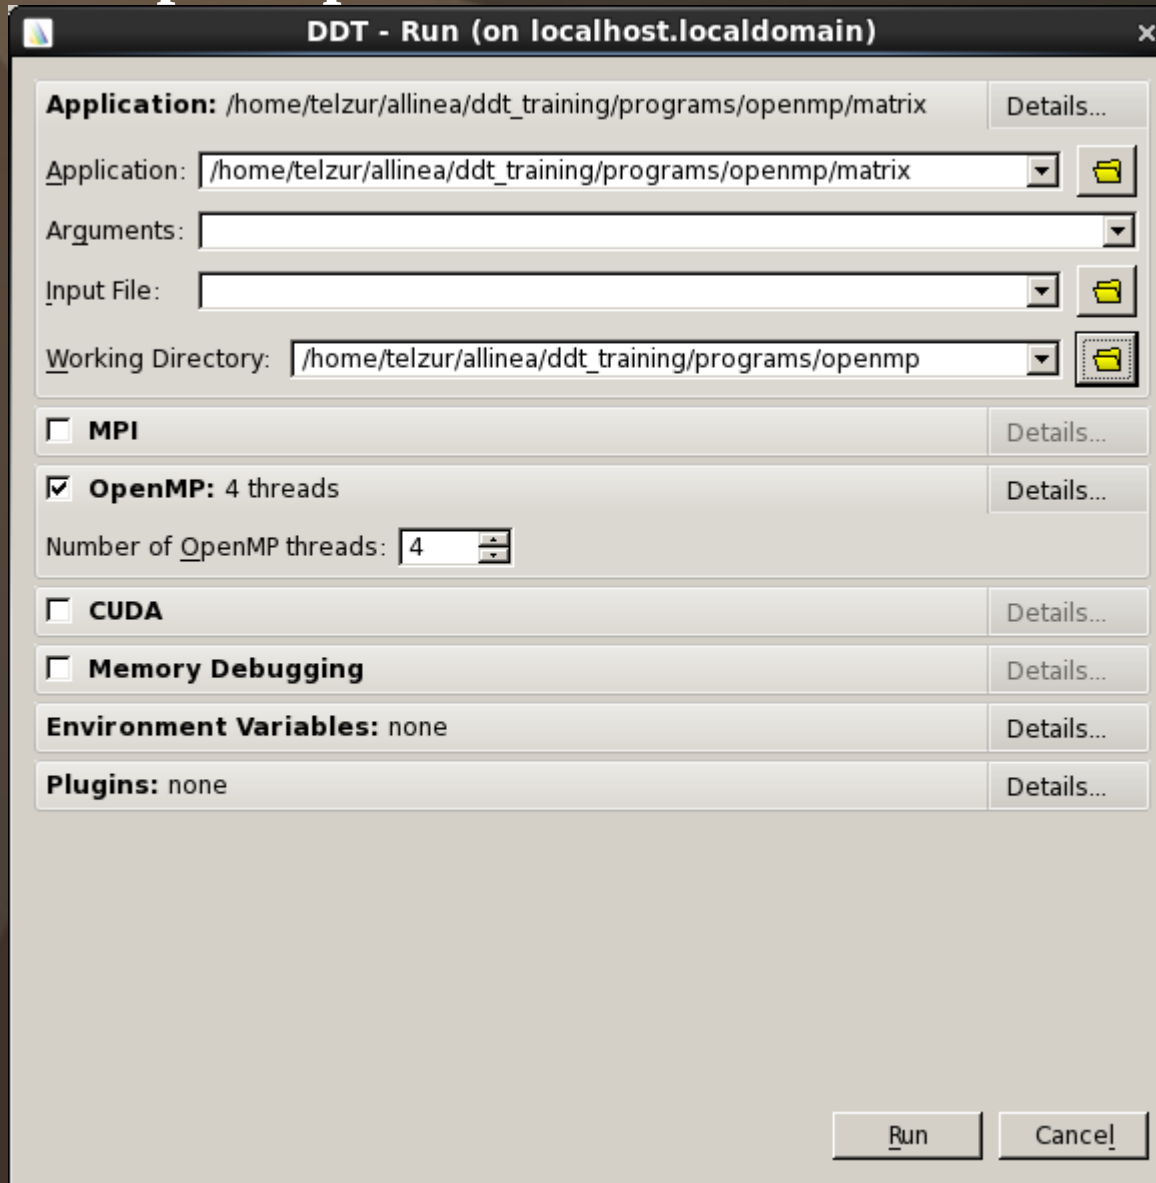 DDT - Run (on localhost.localdomain)
Application: /home/telzur/allinea/ddt_training/programs/openmp/matrix Details...
Application: /home/telzur/allinea/ddt_training/programs/openmp/matrix
Arguments:
Input File:
Working Directory: /home/telzur/allinea/ddt_training/programs/openmp
MPI Details...
OpenMP: 4 threads Details...
Number of OpenMP threads: 4
CUDA Details...
Memory Debugging Details...
Environment Variables: none Details...
Plugins: none Details...
Run Cancel